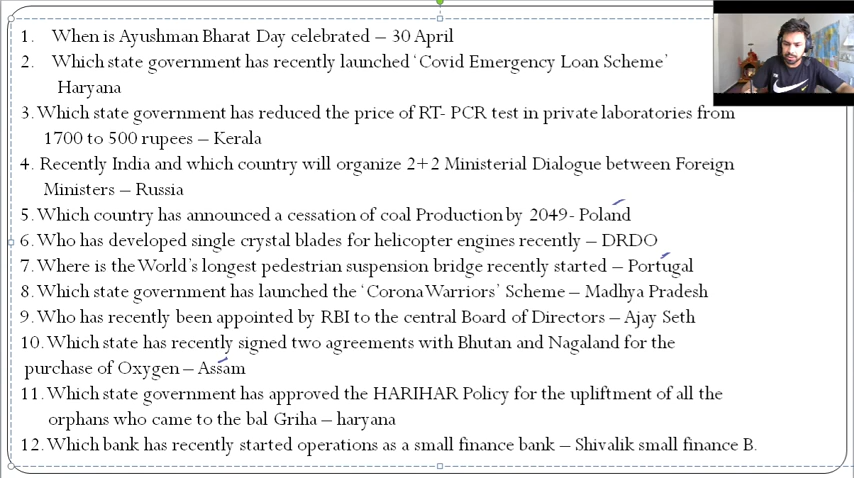 1. When is Ayushman Bharat Day celebrated – 30 April
2. Which state government has recently launched ‘Covid Emergency Loan Scheme’
Haryana
3. Which state government has reduced the price of RT- PCR test in private laboratories from
1700 to 500 rupees – Kerala
4. Recently India and which country will organize 2+2 Ministerial Dialogue between Foreign
Ministers – Russia
5. Which country has announced a cessation of coal Production by 2049- Poland
6. Who has developed single crystal blades for helicopter engines recently – DRDO
7. Where is the World’s longest pedestrian suspension bridge recently started – Portugal
8. Which state government has launched the ‘Corona Warriors’ Scheme – Madhya Pradesh
9. Who has recently been appointed by RBI to the central Board of Directors – Ajay Seth
10. Which state has recently signed two agreements with Bhutan and Nagaland for the
purchase of Oxygen – Assam
11. Which state government has approved the HARIHAR Policy for the upliftment of all the
orphans who came to the bal Griha – haryana
12. Which bank has recently started operations as a small finance bank – Shivalik small finance B.